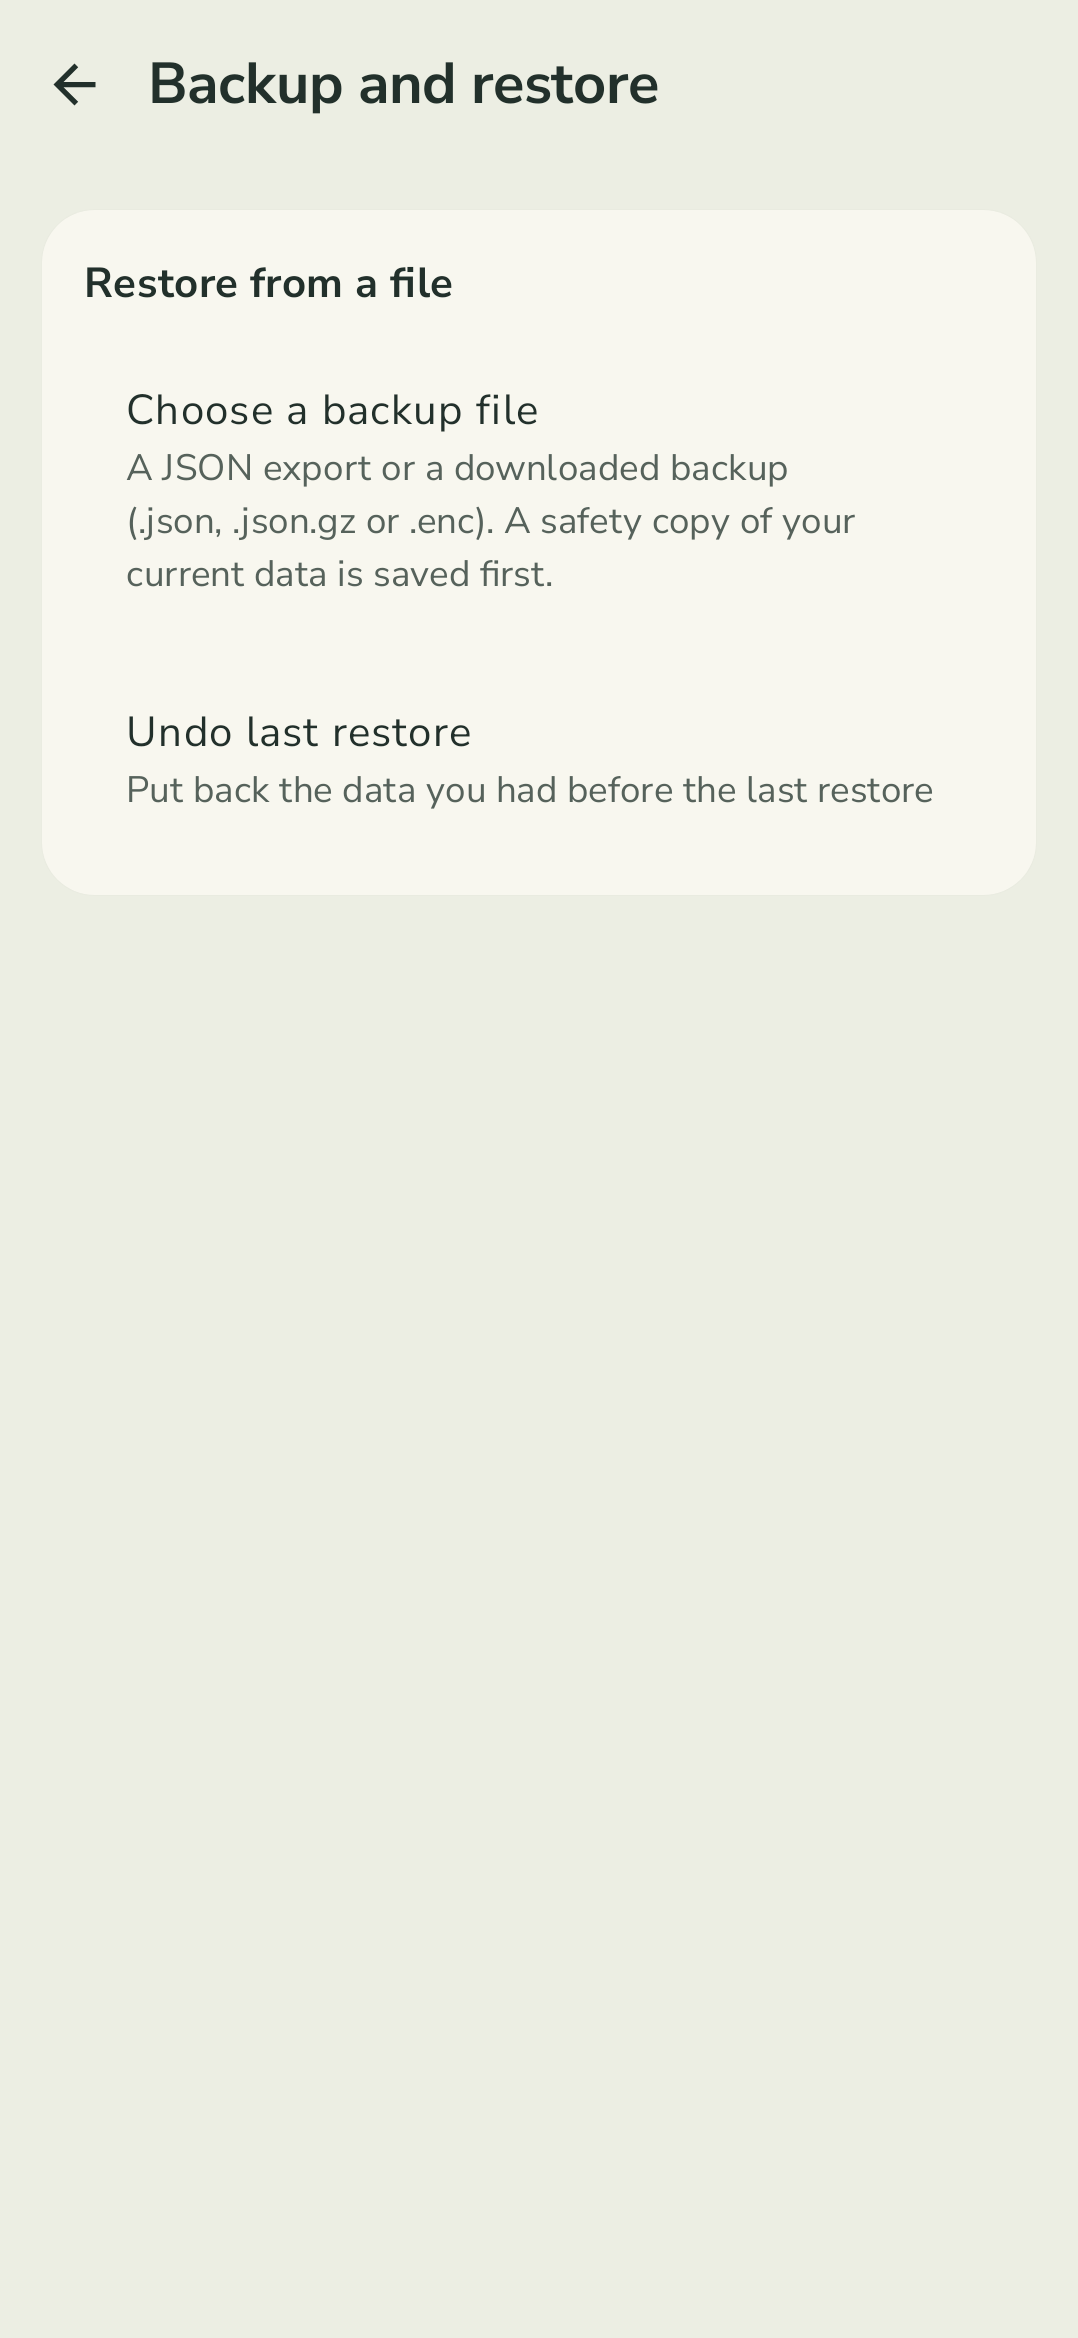 Backup and restore
Restore from a file
Choose a backup file
A JSON export or a downloaded backup
(.json, .json.gz or .enc). A safety copy of your
current data is saved first.
Undo last restore
Put back the data you had before the last restore